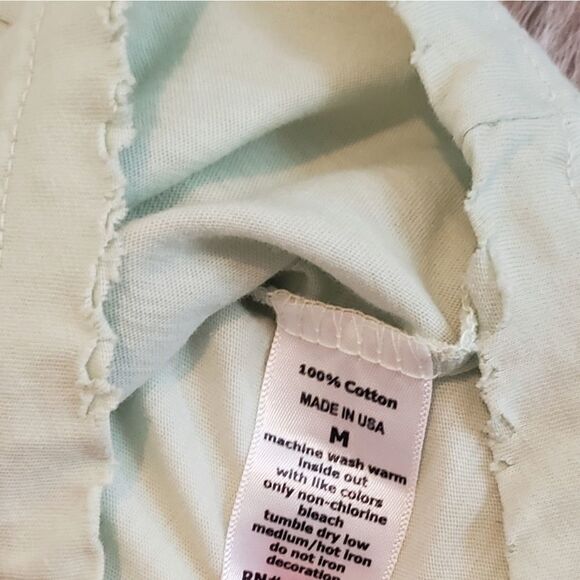 100% Cotton
MADE IN USA
M
machine wash warm
inside out
with like colors
only non-chlorine
bleach
tumble dry low
medium/hot iron
do not iron
decoration
RN#